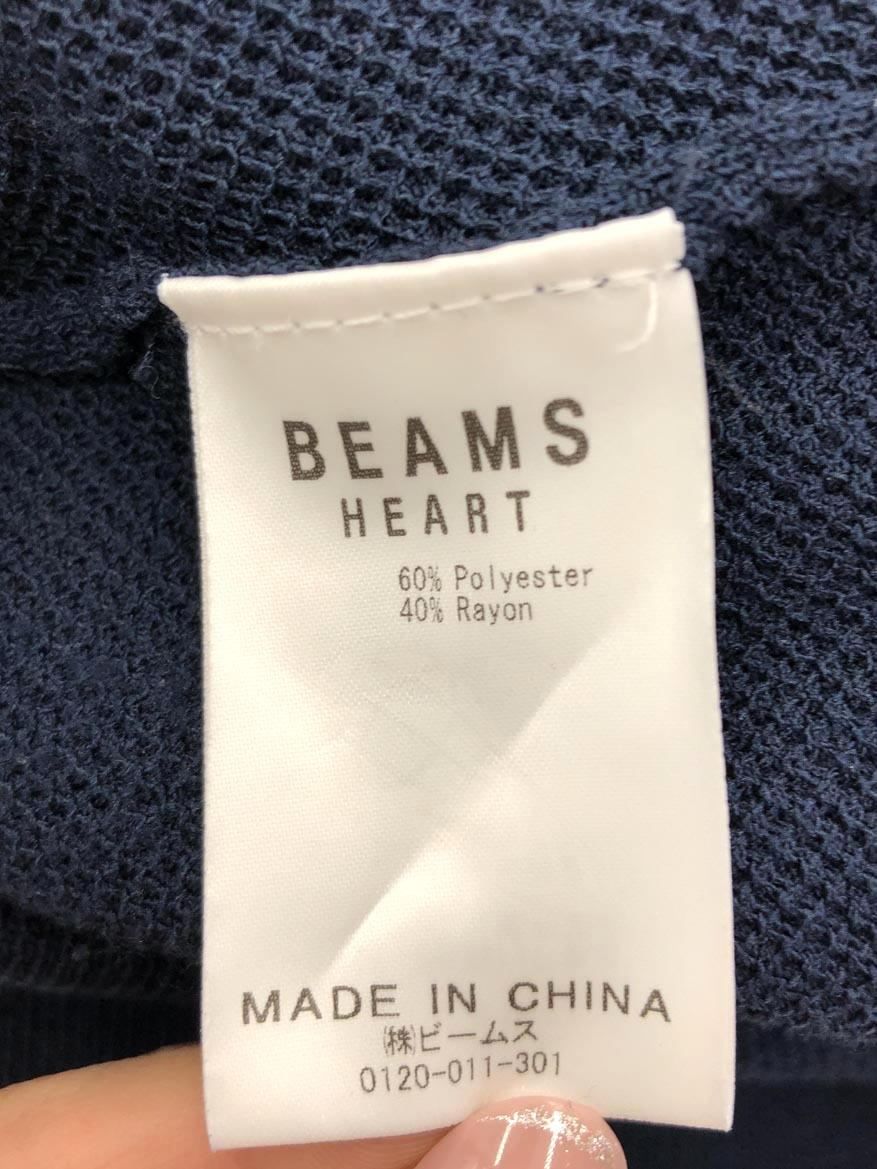 BEAMS
HEART
60% Polyester
40% Rayon
MADE IN CHINA
㈱ビームス
0120-011-301